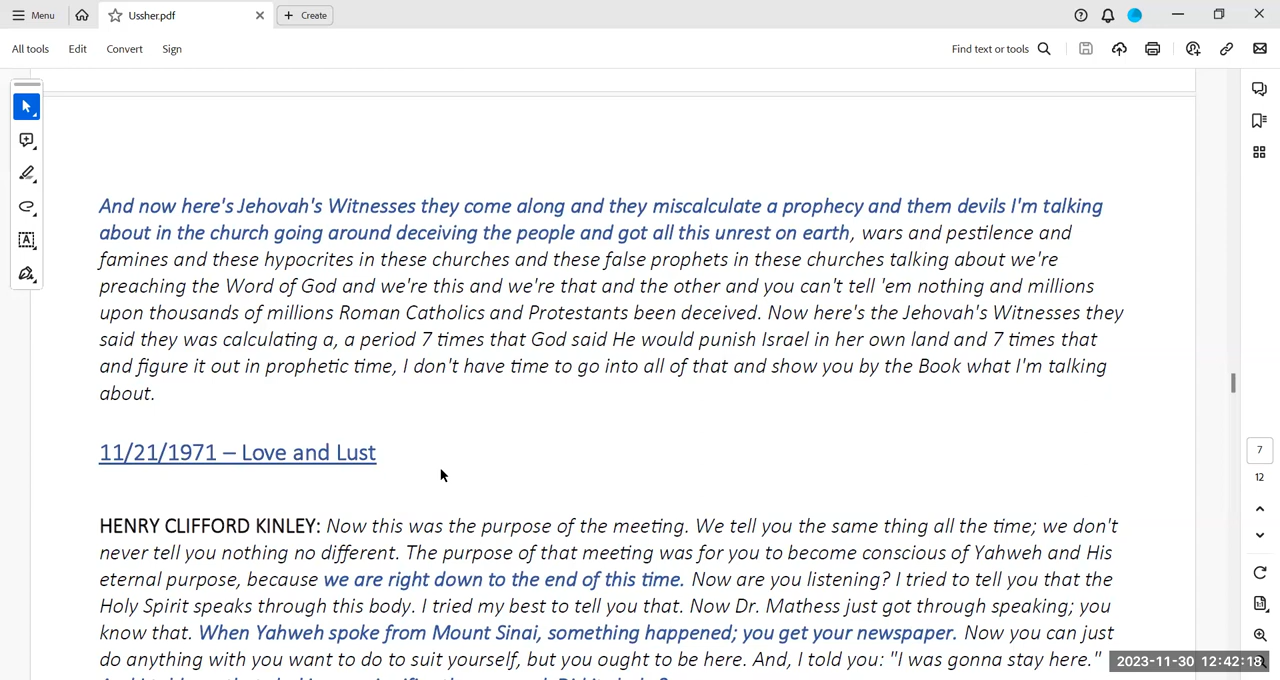 Menu
Ussher.pdf
Create
All tools
Edit
Convert
Sign
Find text or tools
And now here's Jehovah's Witnesses they come along and they miscalculate a prophecy and them devils I'm talking
about in the church going around deceiving the people and got all this unrest on earth, wars and pestilence and
famines and these hypocrites in these churches and these false prophets in these churches talking about we're
preaching the Word of God and we're this and we're that and the other and you can't tell 'em nothing and millions
upon thousands of millions Roman Catholics and Protestants been deceived. Now here's the Jehovah's Witnesses they
said they was calculating a, a period 7 times that God said He would punish Israel in her own land and 7 times that
and figure it out in prophetic time, I don't have time to go into all of that and show you by the Book what I'm talking
about.
11/21/1971 – Love and Lust
HENRY CLIFFORD KINLEY: Now this was the purpose of the meeting. We tell you the same thing all the time; we don't
never tell you nothing no different. The purpose of that meeting was for you to become conscious of Yahweh and His
eternal purpose, because we are right down to the end of this time. Now are you listening? I tried to tell you that the
Holy Spirit speaks through this body. I tried my best to tell you that. Now Dr. Mathess just got through speaking; you
know that. When Yahweh spoke from Mount Sinai, something happened; you get your newspaper. Now you can just
do anything with you want to do to suit yourself, but you ought to be here. And, I told you: "I was gonna stay here."
7
12
2023-11-30 12:42:18